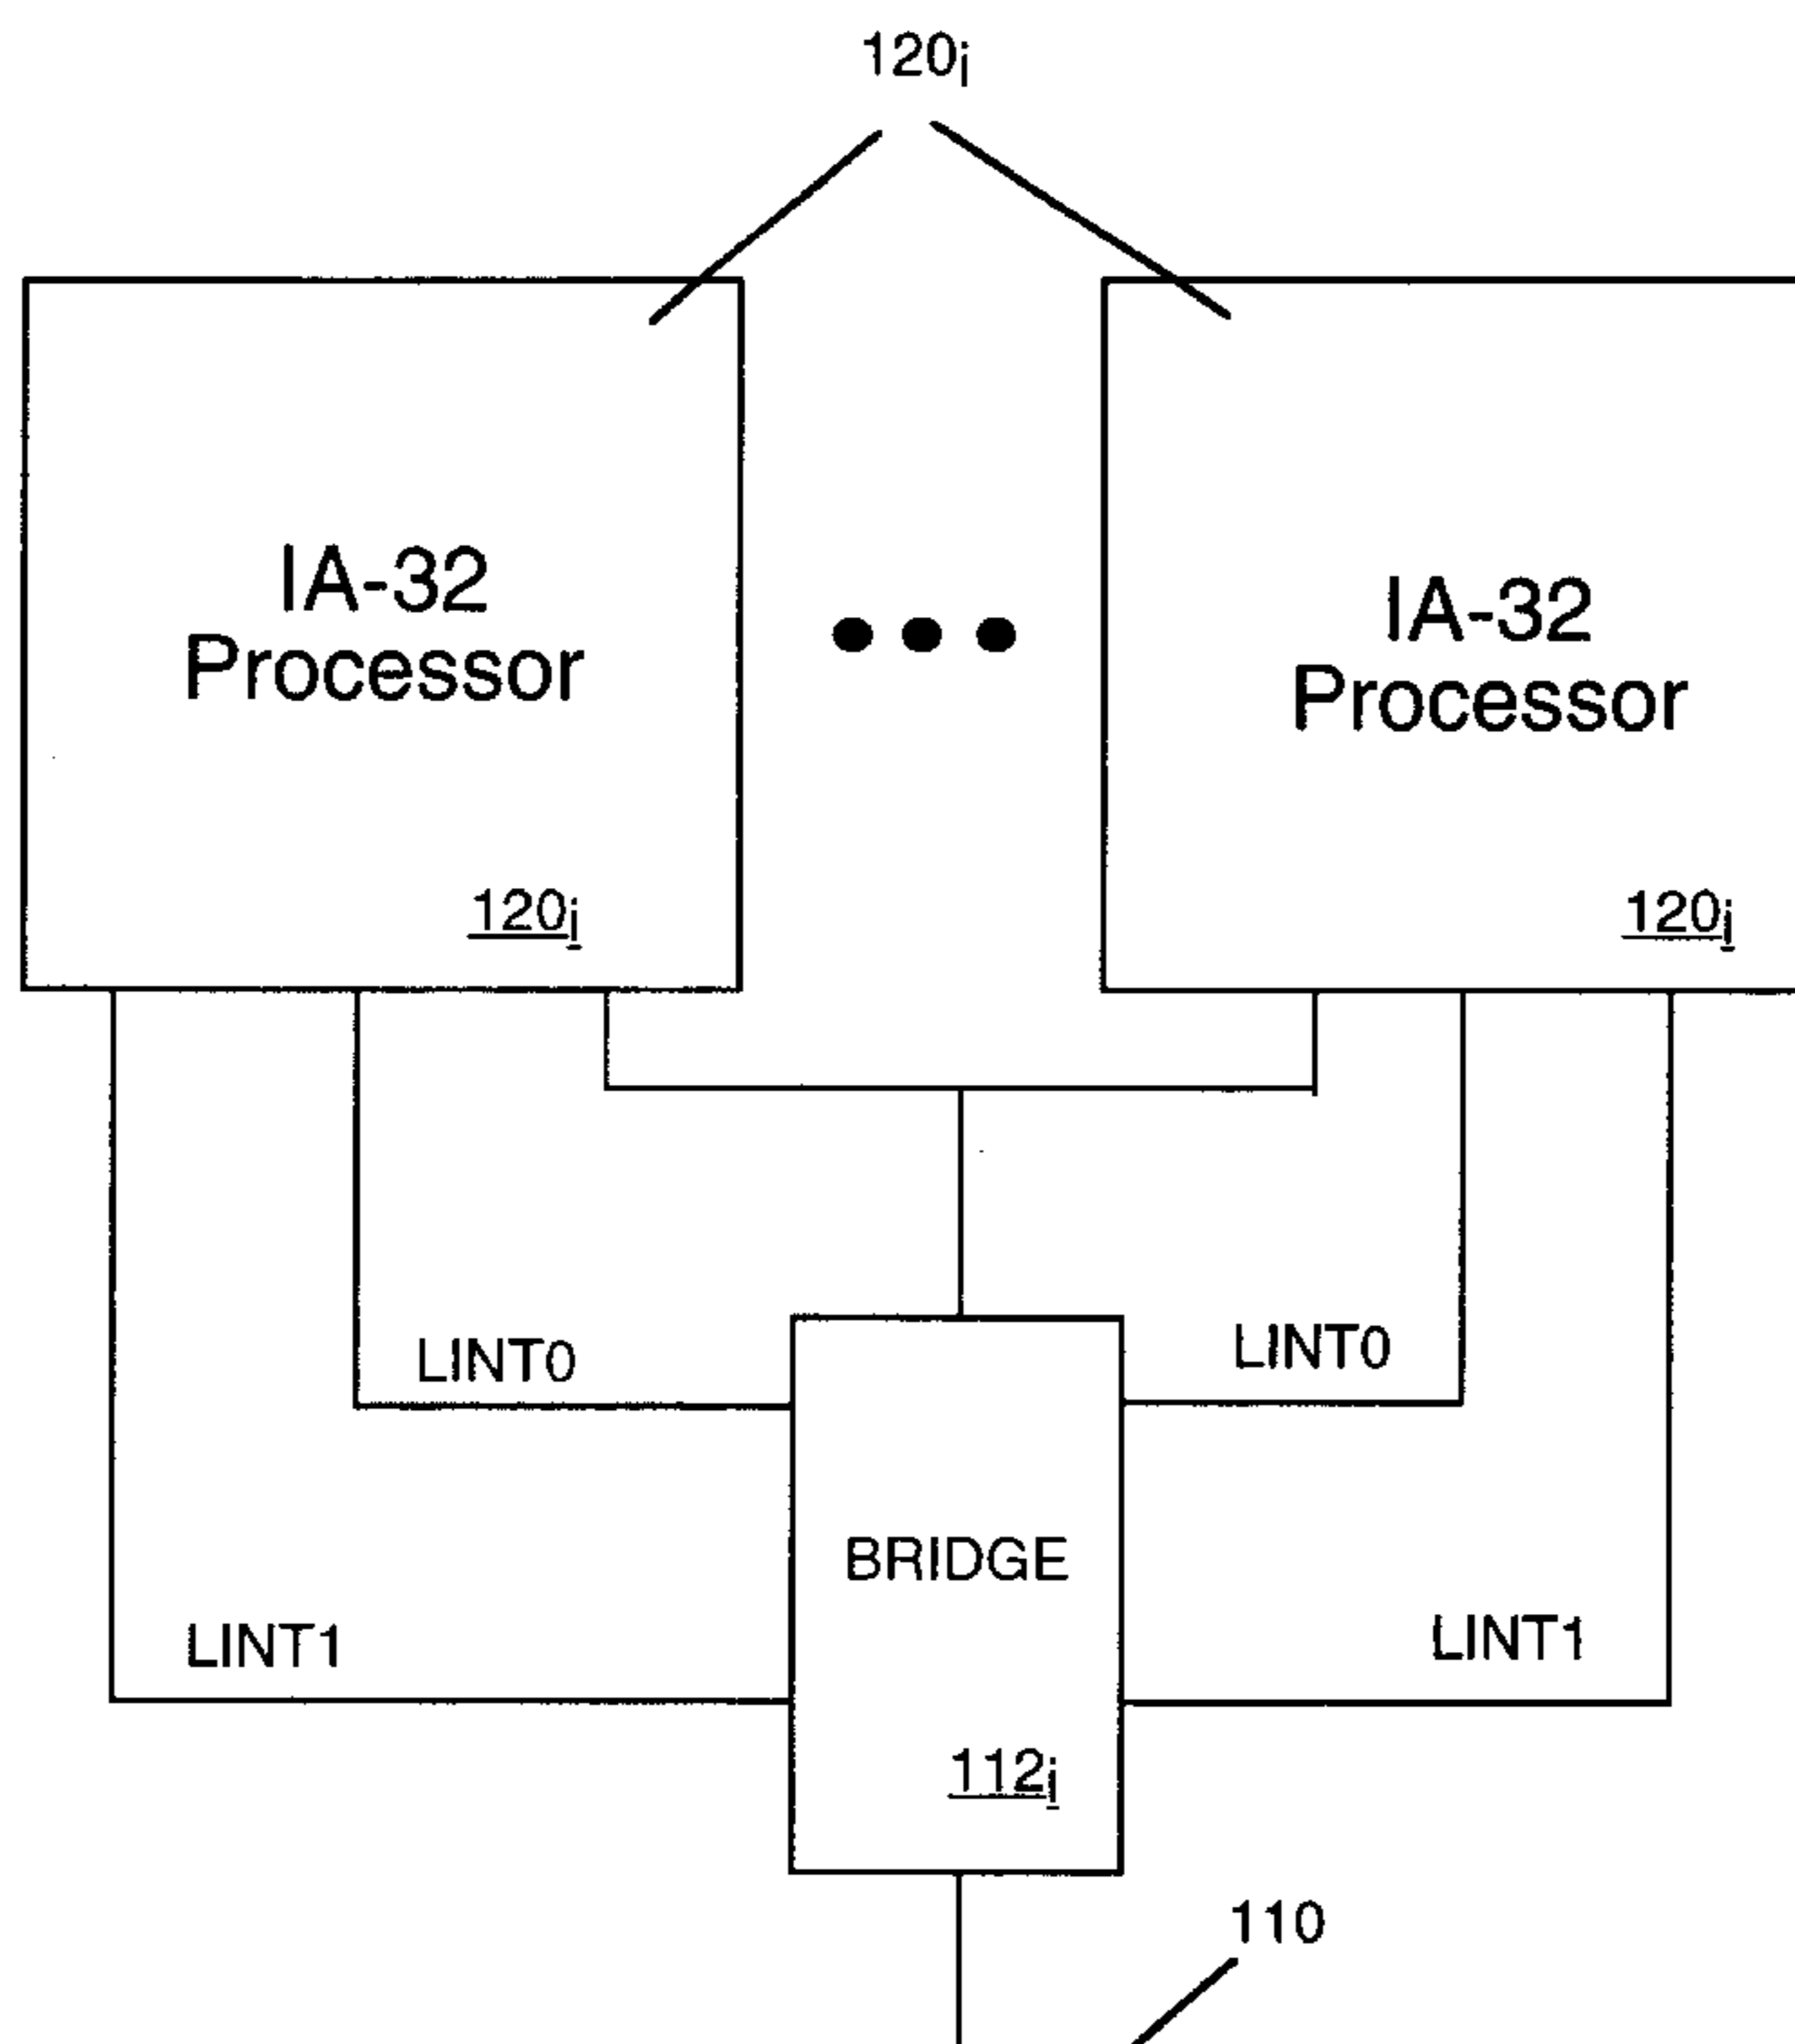 120i
IA-32
Processor
120i
IA-32
Processor
120i
LINT0
LINT0
BRIDGE
LINT1
LINT1
112i
110